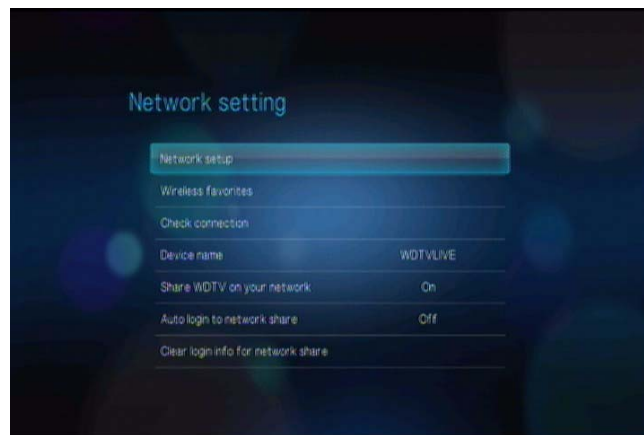 Network setting
Network setup
Wireless favorites
Check connection
Device name WDTVLIVE
Share WDTV on your network On
Auto login to network share Off
Clear login info for network share